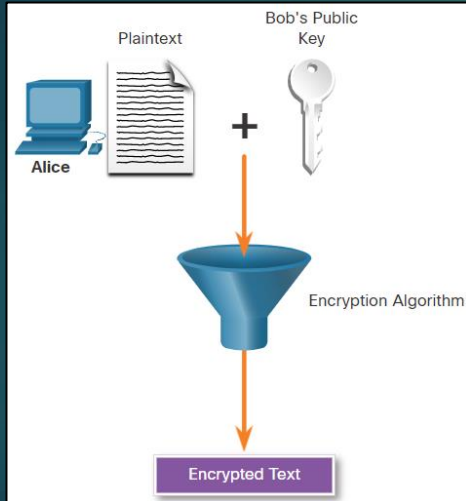 Plaintext
Bob's Public
Key
+
Alice
Encryption Algorithm
Encrypted Text